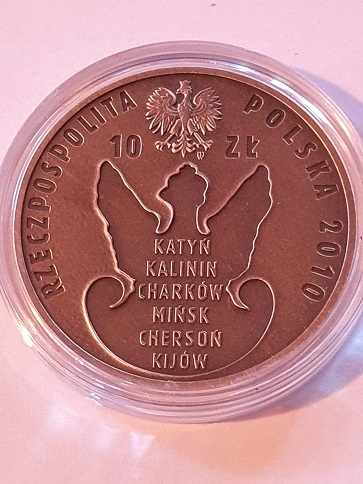 RZECZPOSPOLITA POLSKA 2010
10 ZŁ
KATYŃ
KALININ
CHARKÓW
MIŃSK
CHERSOŃ
KIJÓW